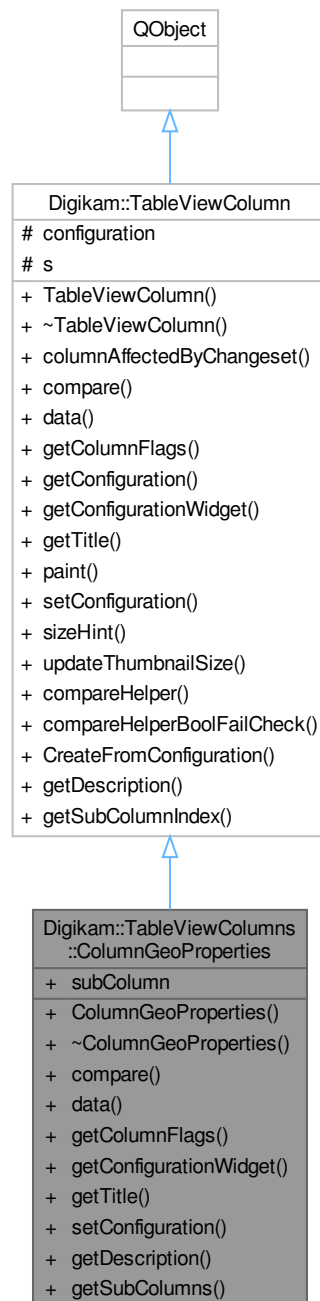 QObject
Digikam::TableViewColumn
# configuration
# s
+ TableViewColumn()
+ ~TableViewColumn()
+ columnAffectedByChangeset()
+ compare()
+ data()
+ getColumnFlags()
+ getConfiguration()
+ getConfigurationWidget()
+ getTitle()
+ paint()
+ setConfiguration()
+ sizeHint()
+ updateThumbnailSize()
+ compareHelper()
+ compareHelperBoolFailCheck()
+ CreateFromConfiguration()
+ getDescription()
+ getSubColumnIndex()
Digikam::TableViewColumns
::ColumnGeoProperties
+ subColumn
+ ColumnGeoProperties()
+ ~ColumnGeoProperties()
+ compare()
+ data()
+ getColumnFlags()
+ getConfigurationWidget()
+ getTitle()
+ setConfiguration()
+ getDescription()
+ getSubColumns()